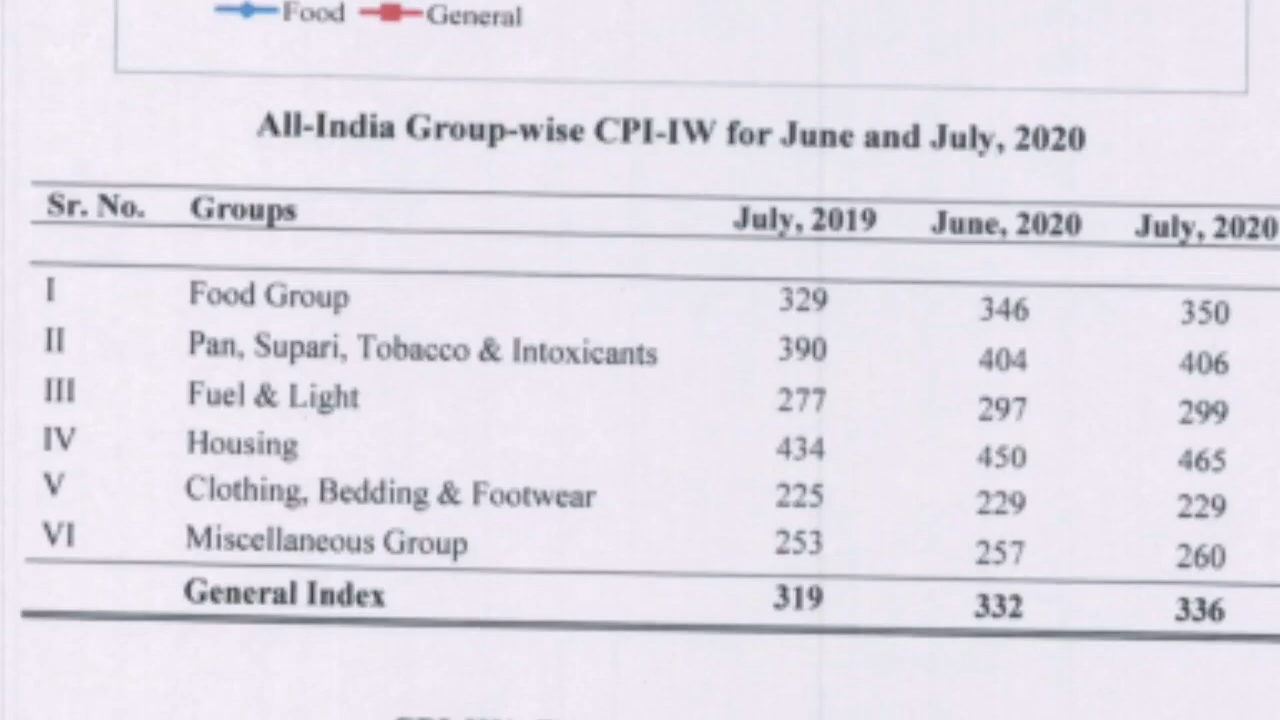 Food General
All-India Group-wise CPI-IW for June and July, 2020
Sr. No. Groups July, 2019 June, 2020 July, 2020
I Food Group 329 346 350
II Pan, Supari, Tobacco & Intoxicants 390 404 406
III Fuel & Light 277 297 299
IV Housing 434 450 465
V Clothing, Bedding & Footwear 225 229 229
VI Miscellaneous Group 253 257 260
General Index 319 332 336